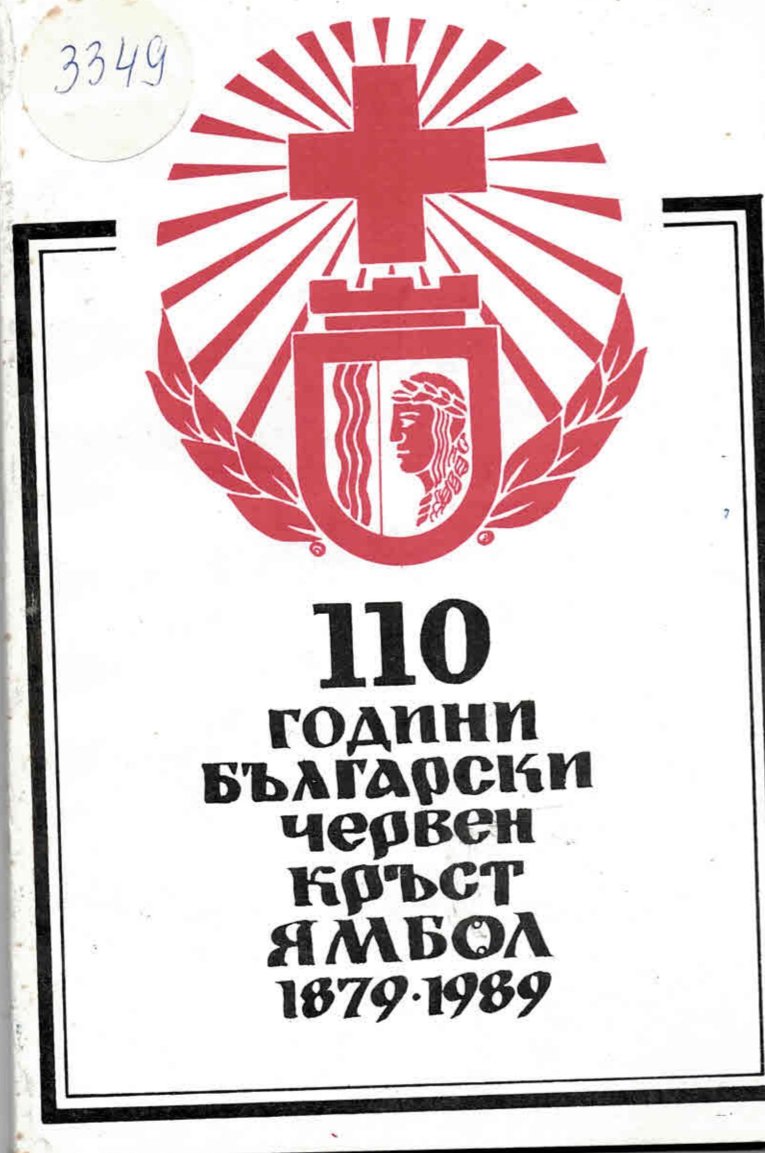 3349
110
ГОДИНИ
БЪЛГАРСКИ
ЧЕРВЕН
КРЪСТ
ЯМБОЛ
1879·1989